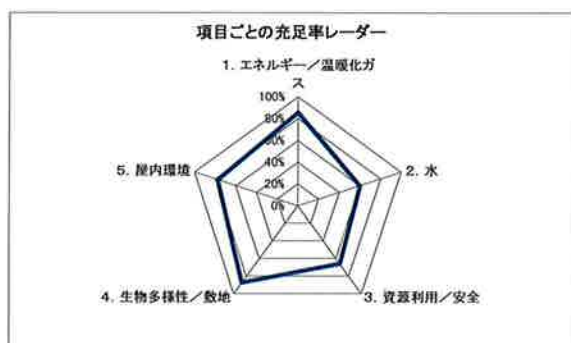 項目ごとの充足率レーダー
1. エネルギー／温暖化ガ
ス
100%
80%
60%
40%
20%
0%
2. 水
3. 資源利用／安全
4. 生物多様性／敷地
5. 屋内環境